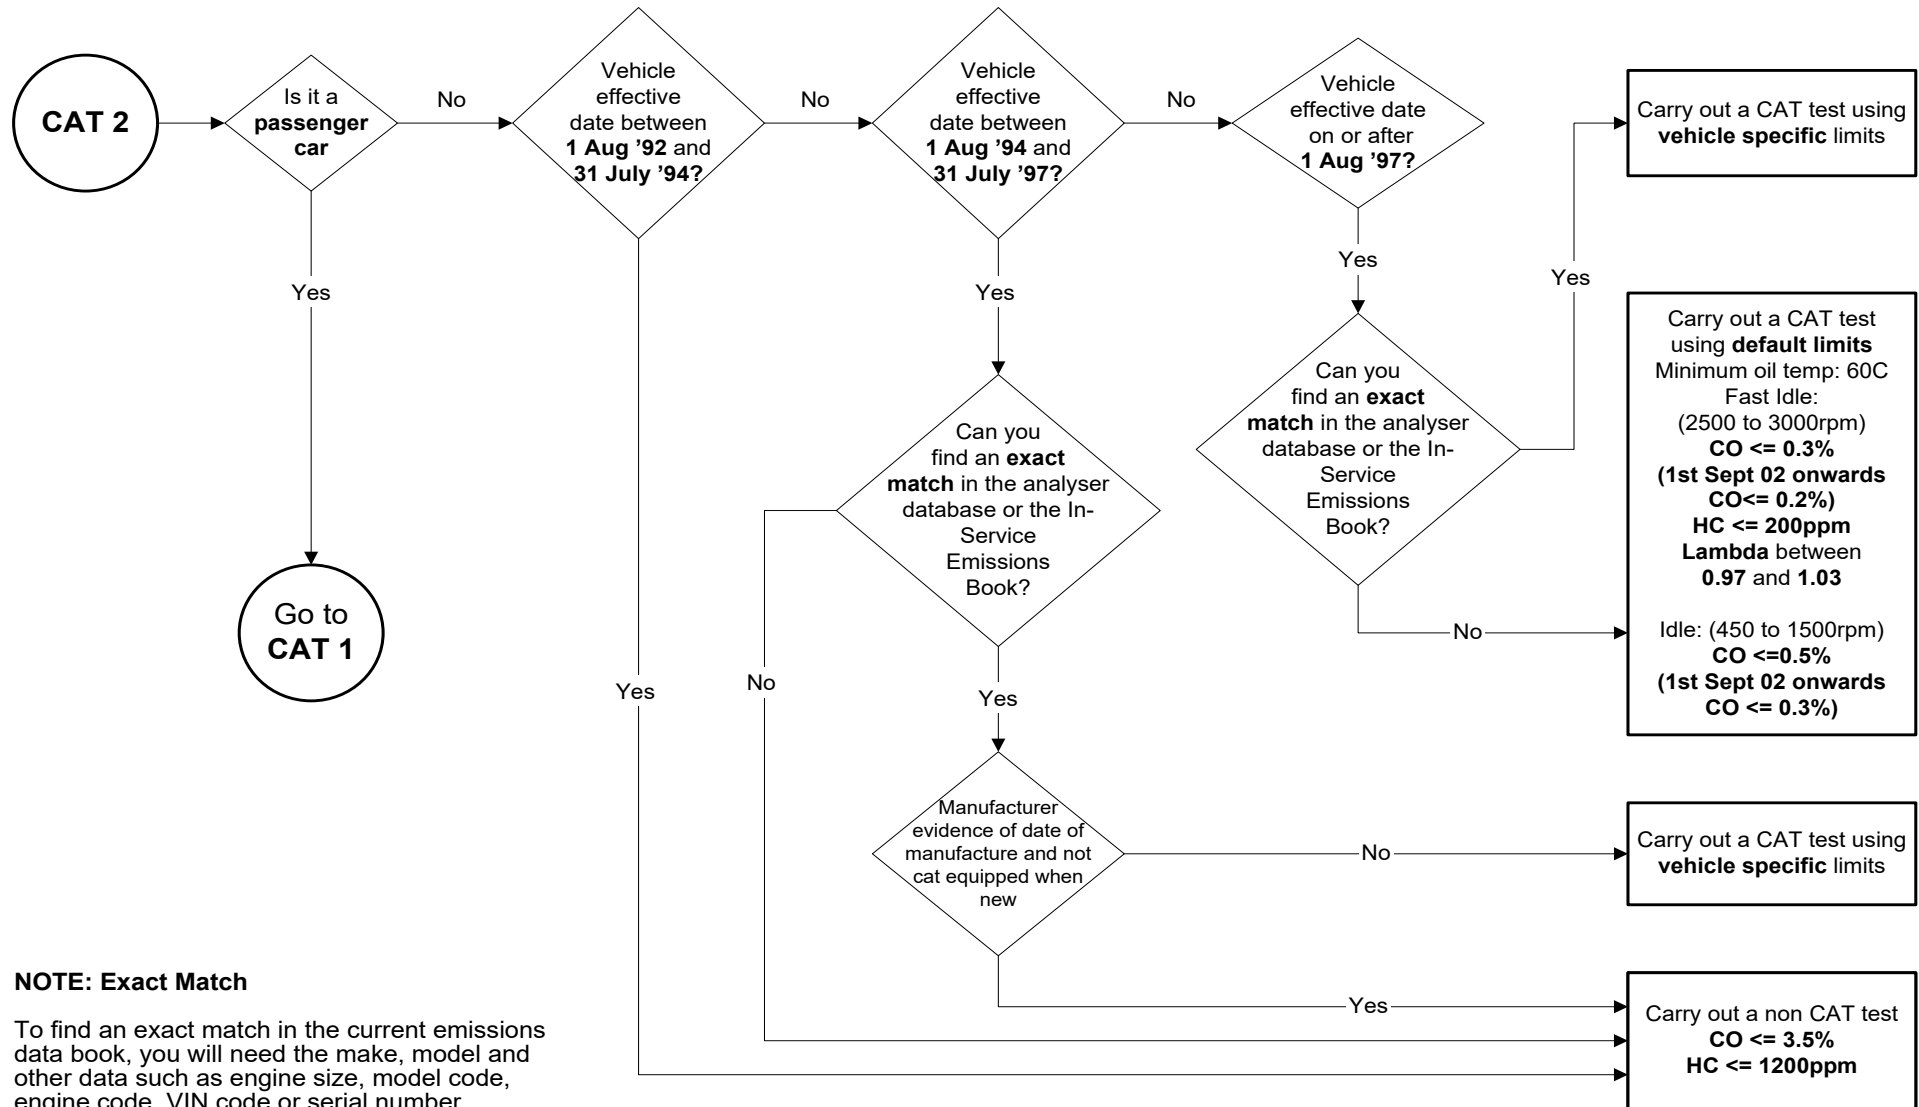 CAT 2
Is it a
passenger
car
No
Vehicle
effective
date between
1 Aug ’92 and
31 July ’94?
No
Vehicle
effective
date between
1 Aug ’94 and
31 July ’97?
No
Vehicle
effective date
on or after
1 Aug ’97?
Carry out a CAT test using
vehicle specific limits
Yes
Yes
Yes
Yes
Go to
CAT 1
Can you
find an exact
match in the analyser
database or the In-
Service
Emissions
Book?
Can you
find an exact
match in the analyser
database or the In-
Service
Emissions
Book?
Carry out a CAT test
using default limits
Minimum oil temp: 60C
Fast Idle:
(2500 to 3000rpm)
CO <= 0.3%
(1st Sept 02 onwards
CO<= 0.2%)
HC <= 200ppm
Lambda between
0.97 and 1.03
Idle: (450 to 1500rpm)
CO <=0.5%
(1st Sept 02 onwards
CO <= 0.3%)
No
Yes
No
Yes
Manufacturer
evidence of date of
manufacture and not
cat equipped when
new
No
Carry out a CAT test using
vehicle specific limits
Yes
Carry out a non CAT test
CO <= 3.5%
HC <= 1200ppm
NOTE: Exact Match
To find an exact match in the current emissions
data book, you will need the make, model and
other data such as engine size, model code,
engine code, VIN code or serial number